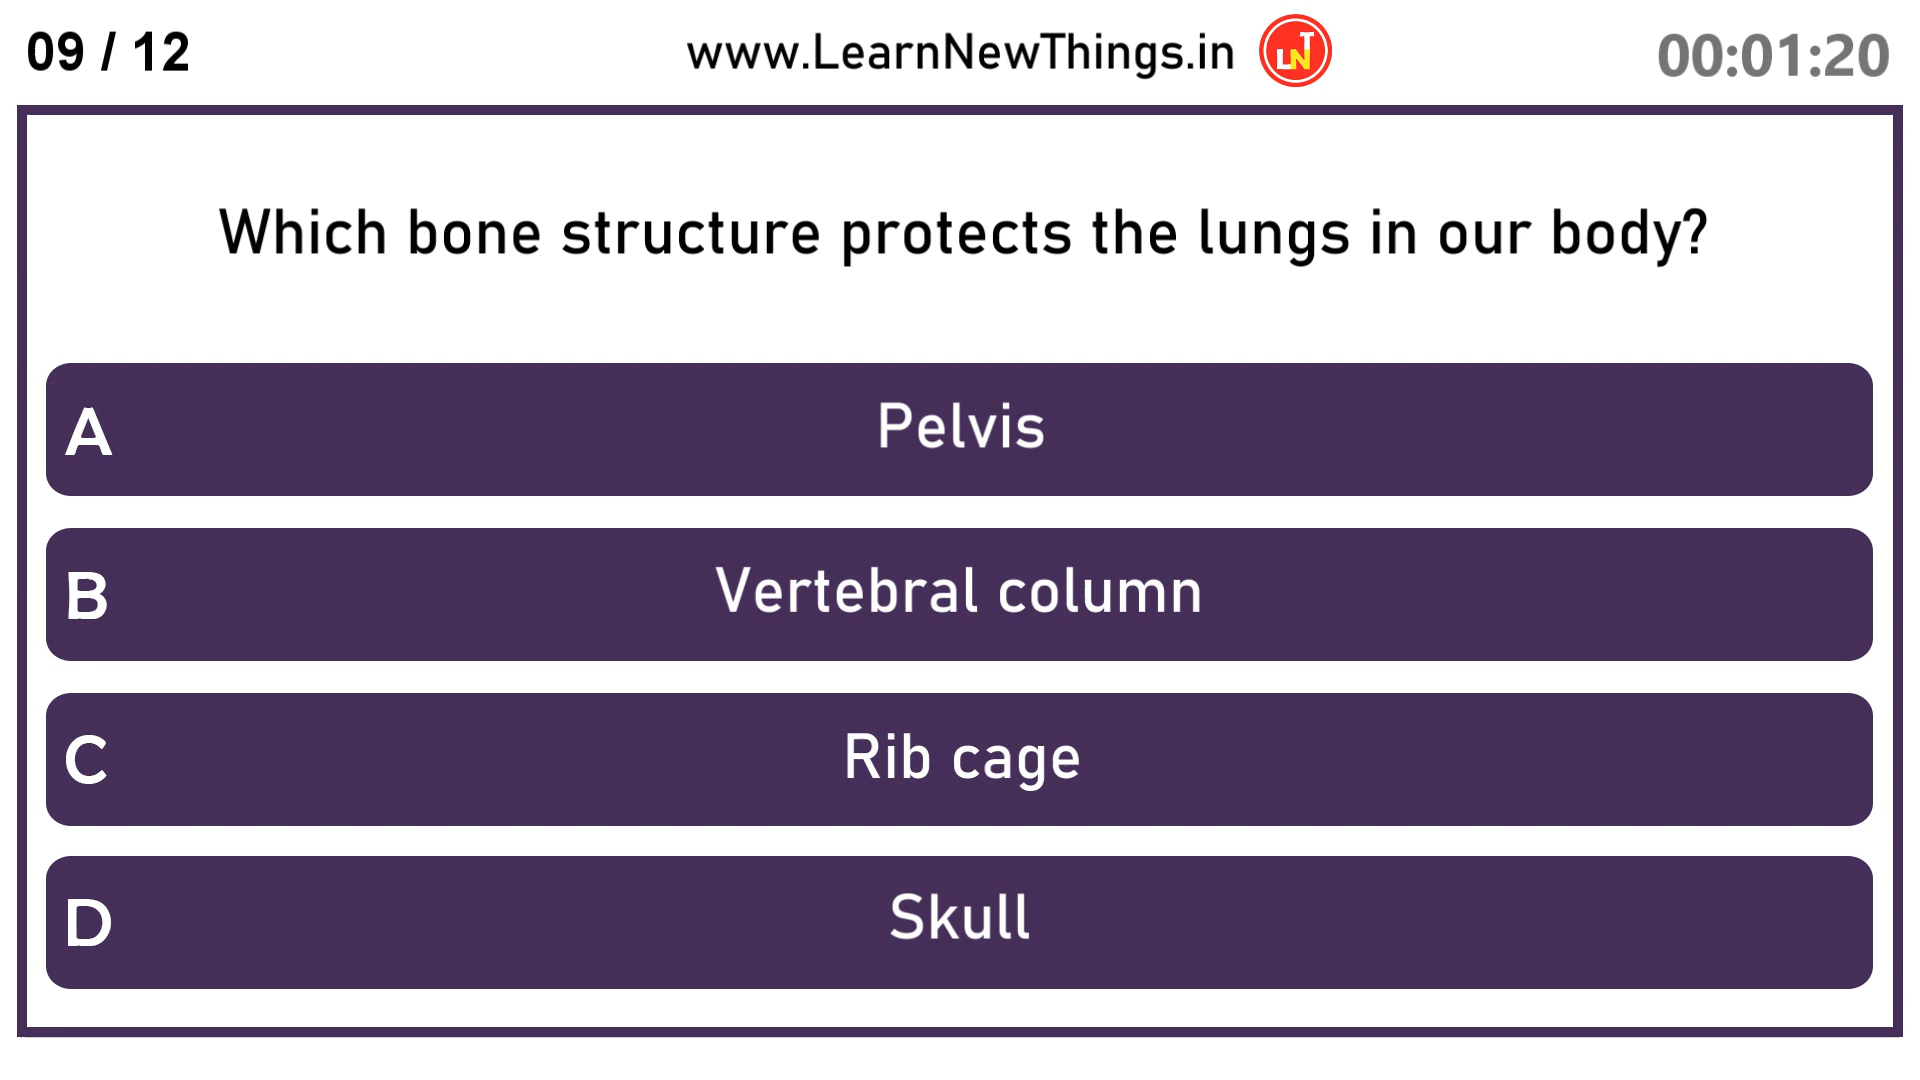 09 / 12
www.LearnNewThings.in
LNT
00:01:20
Which bone structure protects the lungs in our body?
A Pelvis
B Vertebral column
C Rib cage
D Skull